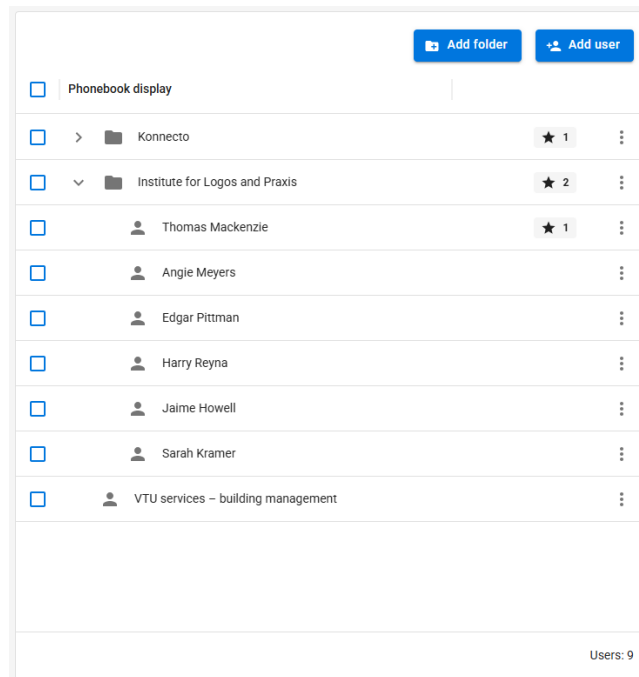 Add folder Add user
Phonebook display
Konnecto 1
Institute for Logos and Praxis 2
Thomas Mackenzie 1
Angie Meyers
Edgar Pittman
Harry Reyna
Jaime Howell
Sarah Kramer
VTU services – building management
Users: 9